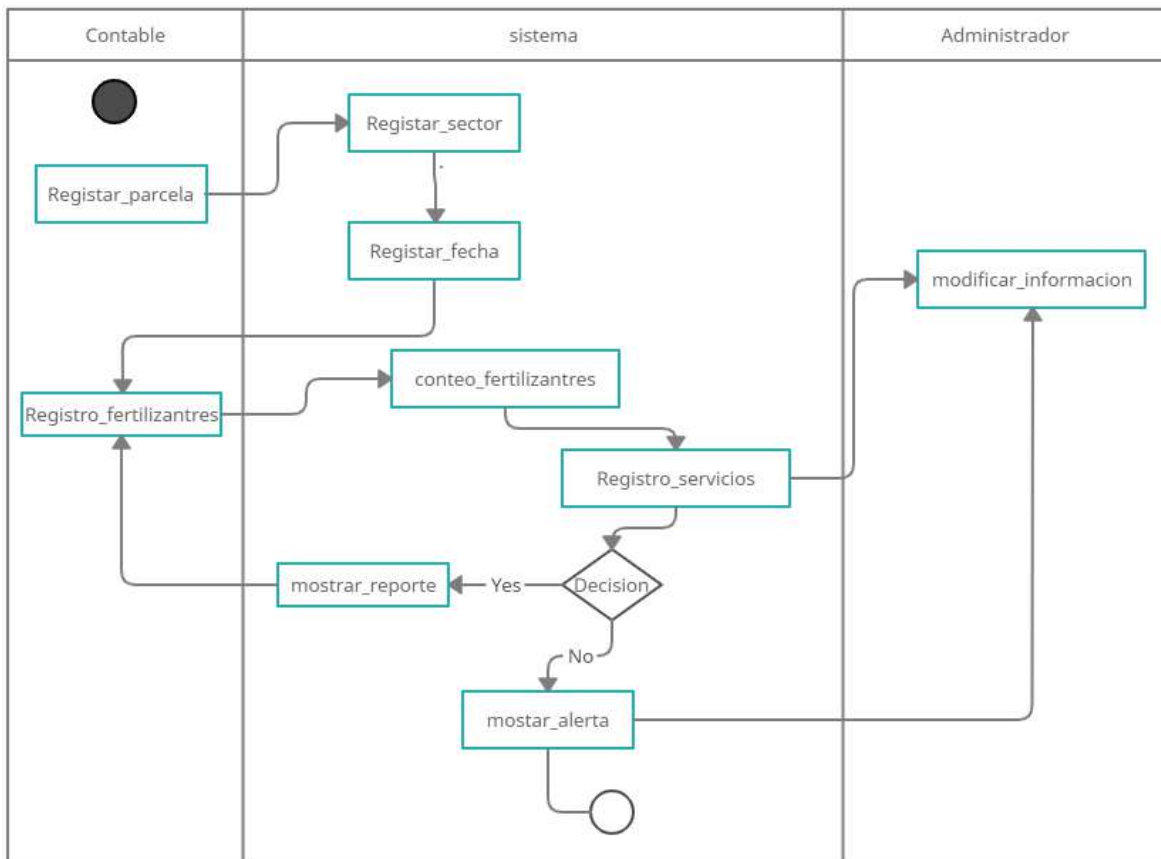 Contable
sistema
Administrador
Registar_sector
Registar_parcela
Registar_fecha
modificar_informacion
conteo_fertilizantres
Registro_fertilizantres
Registro_servicios
mostrar_reporte
Yes
Decision
No
mostar_alerta